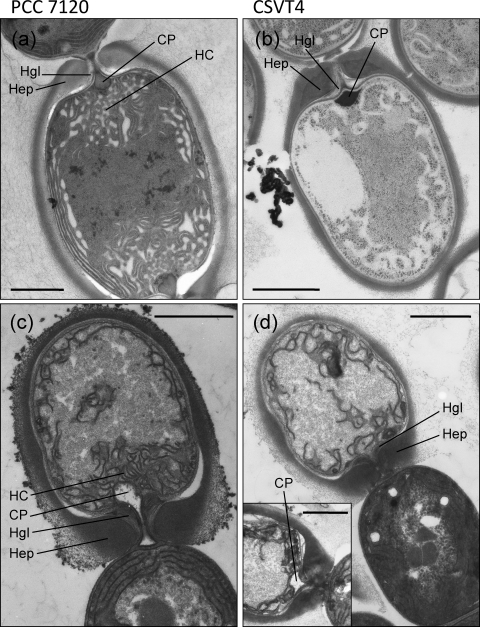 PCC 7120 CSVT4
(a) CP HC Hgl Hep
(b) CP Hgl Hep
(c) HC CP Hgl Hep
(d) Hgl Hep CP